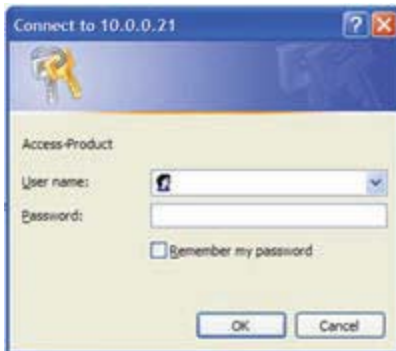 Connect to 10.0.0.21
Access-Product
User name:
Password:
Remember my password
OK
Cancel